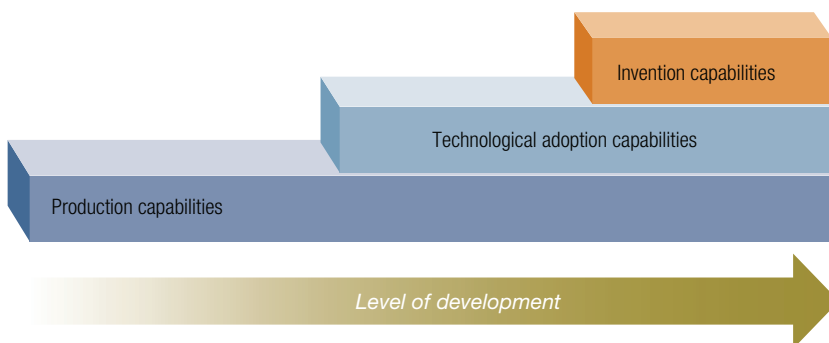 Invention capabilities
Technological adoption capabilities
Production capabilities
Level of development